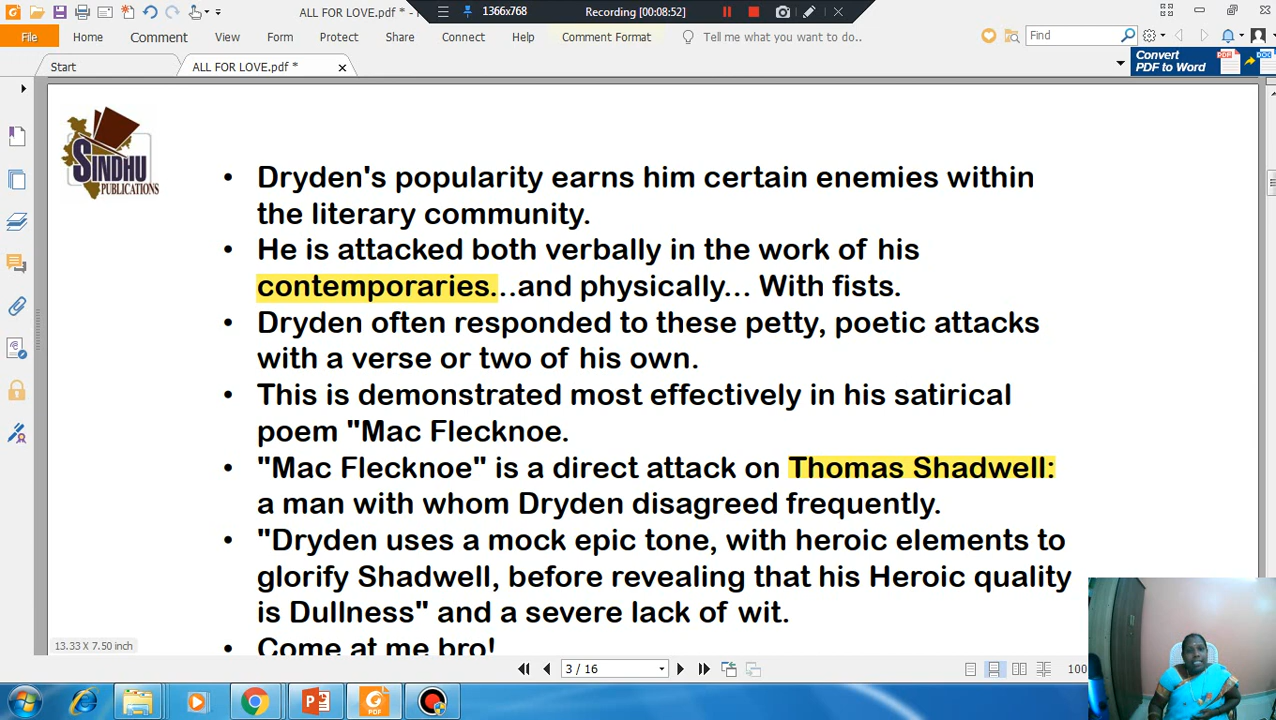 ALL FOR LOVE.pdf * -
1366x768
Recording [00:08:52]
File
Home
Comment
View
Form
Protect
Share
Connect
Help
Comment Format
Tell me what you want to do..
Find
Start
ALL FOR LOVE.pdf *
Convert
PDF to Word
SINDHU
PUBLICATIONS
• Dryden's popularity earns him certain enemies within
the literary community.
• He is attacked both verbally in the work of his
contemporaries...and physically... With fists.
• Dryden often responded to these petty, poetic attacks
with a verse or two of his own.
• This is demonstrated most effectively in his satirical
poem "Mac Flecknoe.
• "Mac Flecknoe" is a direct attack on Thomas Shadwell:
a man with whom Dryden disagreed frequently.
• "Dryden uses a mock epic tone, with heroic elements to
glorify Shadwell, before revealing that his Heroic quality
is Dullness" and a severe lack of wit.
• Come at me bro!
13.33 X 7.50 inch
3 / 16
100